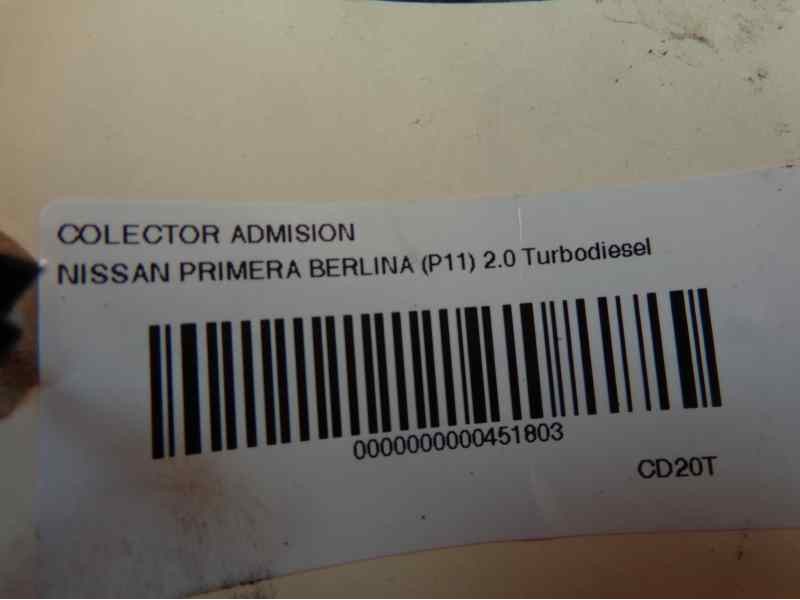 COLECTOR ADMISION
NISSAN PRIMERA BERLINA (P11) 2.0 Turbodiesel
0000000000451803
CD20T